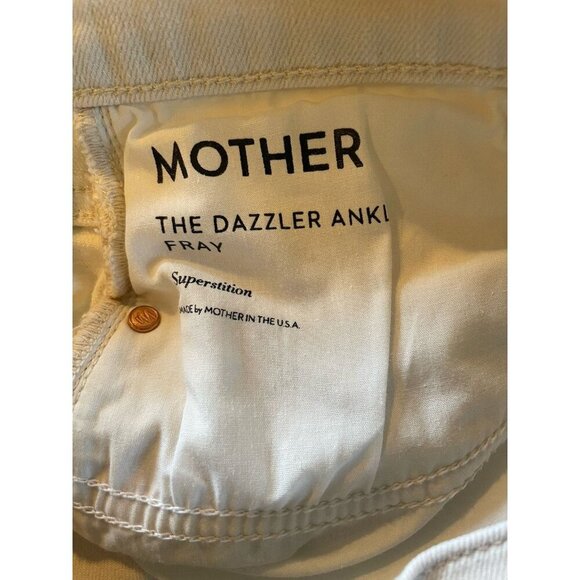 MOTHER
THE DAZZLER ANKL
FRAY
Superstition
MADE by MOTHER IN THE U.S.A.